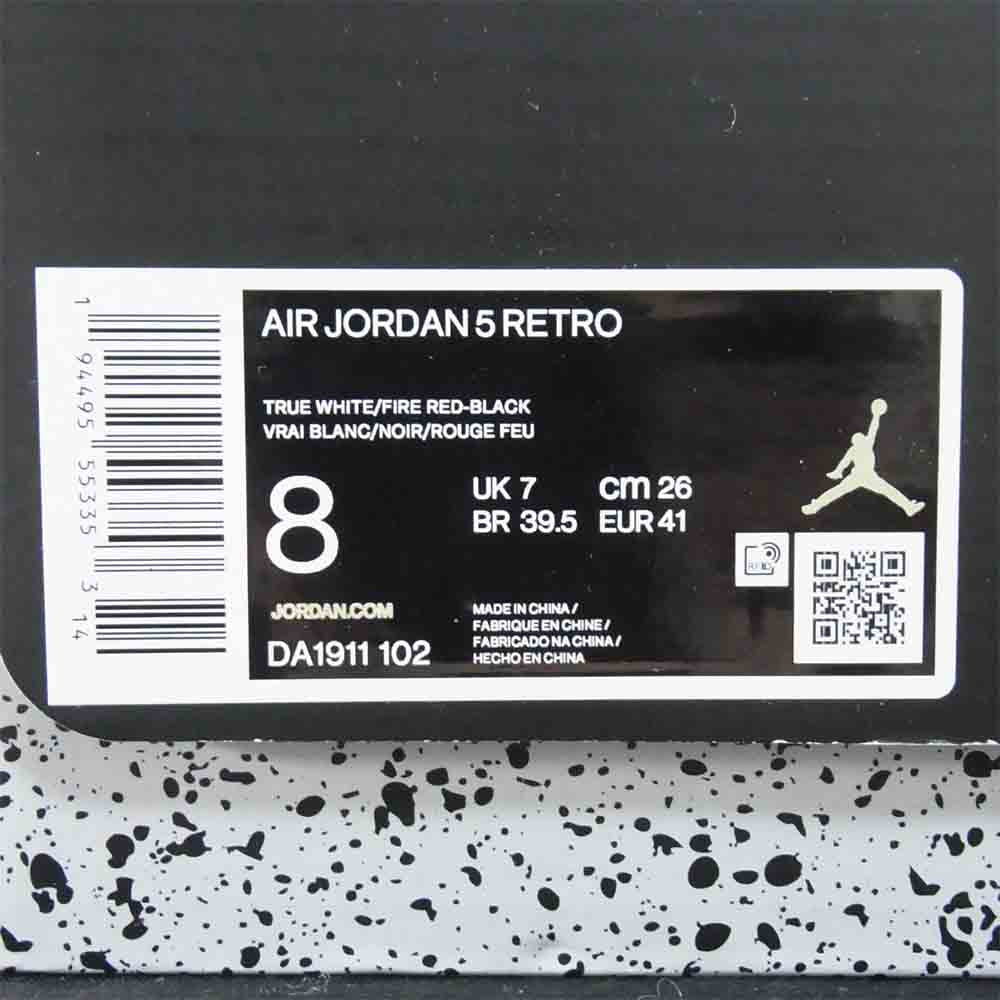 AIR JORDAN 5 RETRO
TRUE WHITE/FIRE RED-BLACK
VRAI BLANC/NOIR/ROUGE FEU
8
UK 7 cm 26
BR 39.5 EUR 41
JORDAN.COM
DA1911 102
MADE IN CHINA /
FABRIQUE EN CHINE /
FABRICADO NA CHINA /
HECHO EN CHINA
RFID
1 94495 55335 3 14